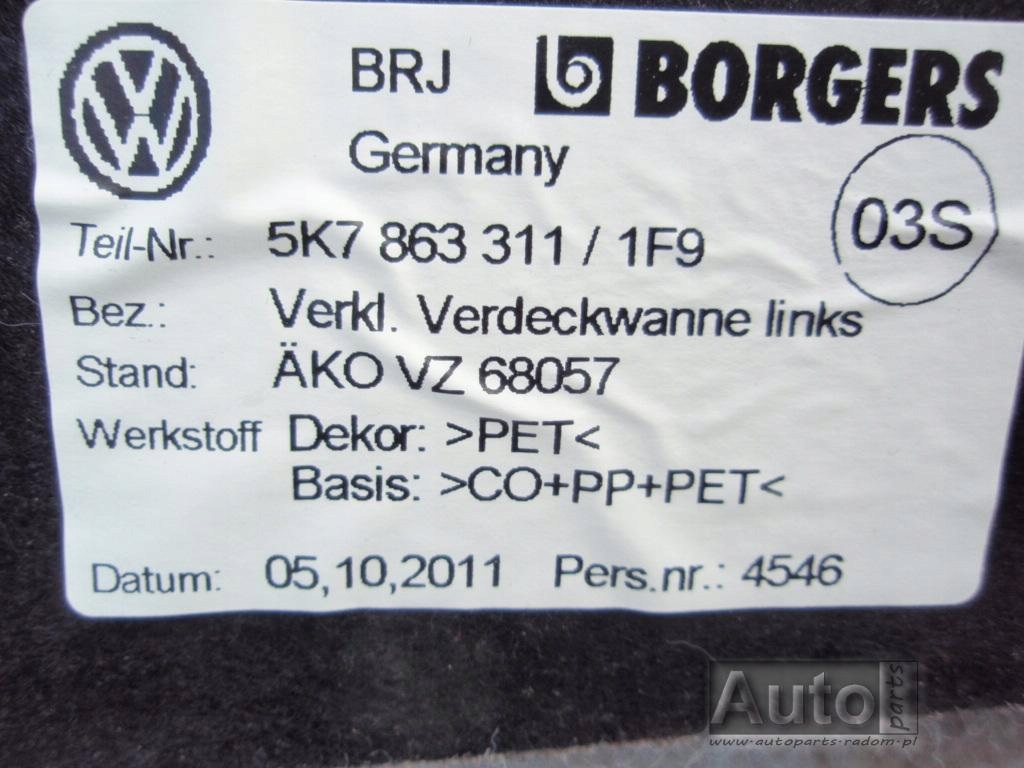 BRJ
BORGERS
Germany
03S
Teil-Nr.: 5K7 863 311 / 1F9
Bez.: Verkl. Verdeckwanne links
Stand: ÄKO VZ 68057
Werkstoff Dekor: >PET<
Basis: >CO+PP+PET<
Datum: 05,10,2011 Pers.nr.: 4546
Auto parts
www-autoparts-radom-pl